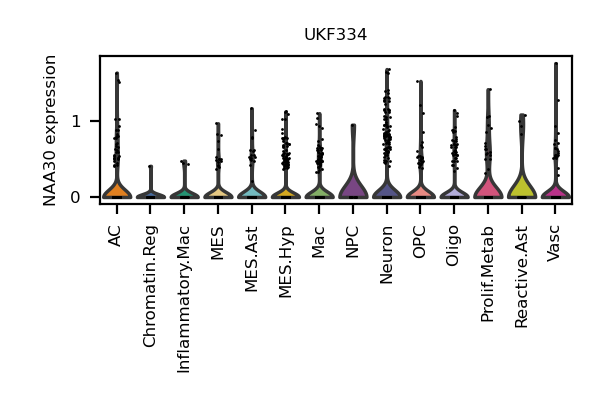 UKF334
NAA30 expression
1
0
AC
Chromatin.Reg
Inflammatory.Mac
MES
MES.Ast
MES.Hyp
Mac
NPC
Neuron
OPC
Oligo
Prolif.Metab
Reactive.Ast
Vasc